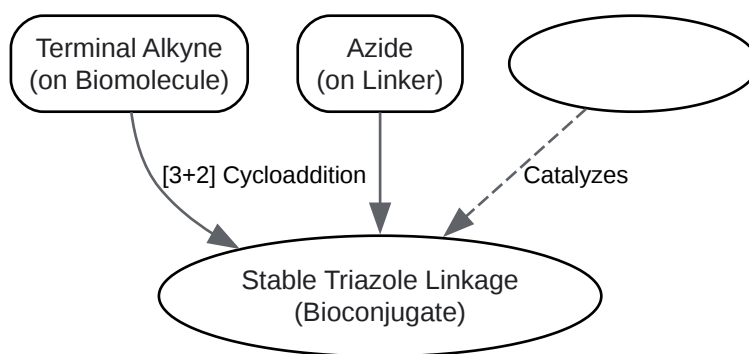 Terminal Alkyne
(on Biomolecule)
Azide
(on Linker)
[3+2] Cycloaddition
Catalyzes
Stable Triazole Linkage
(Bioconjugate)